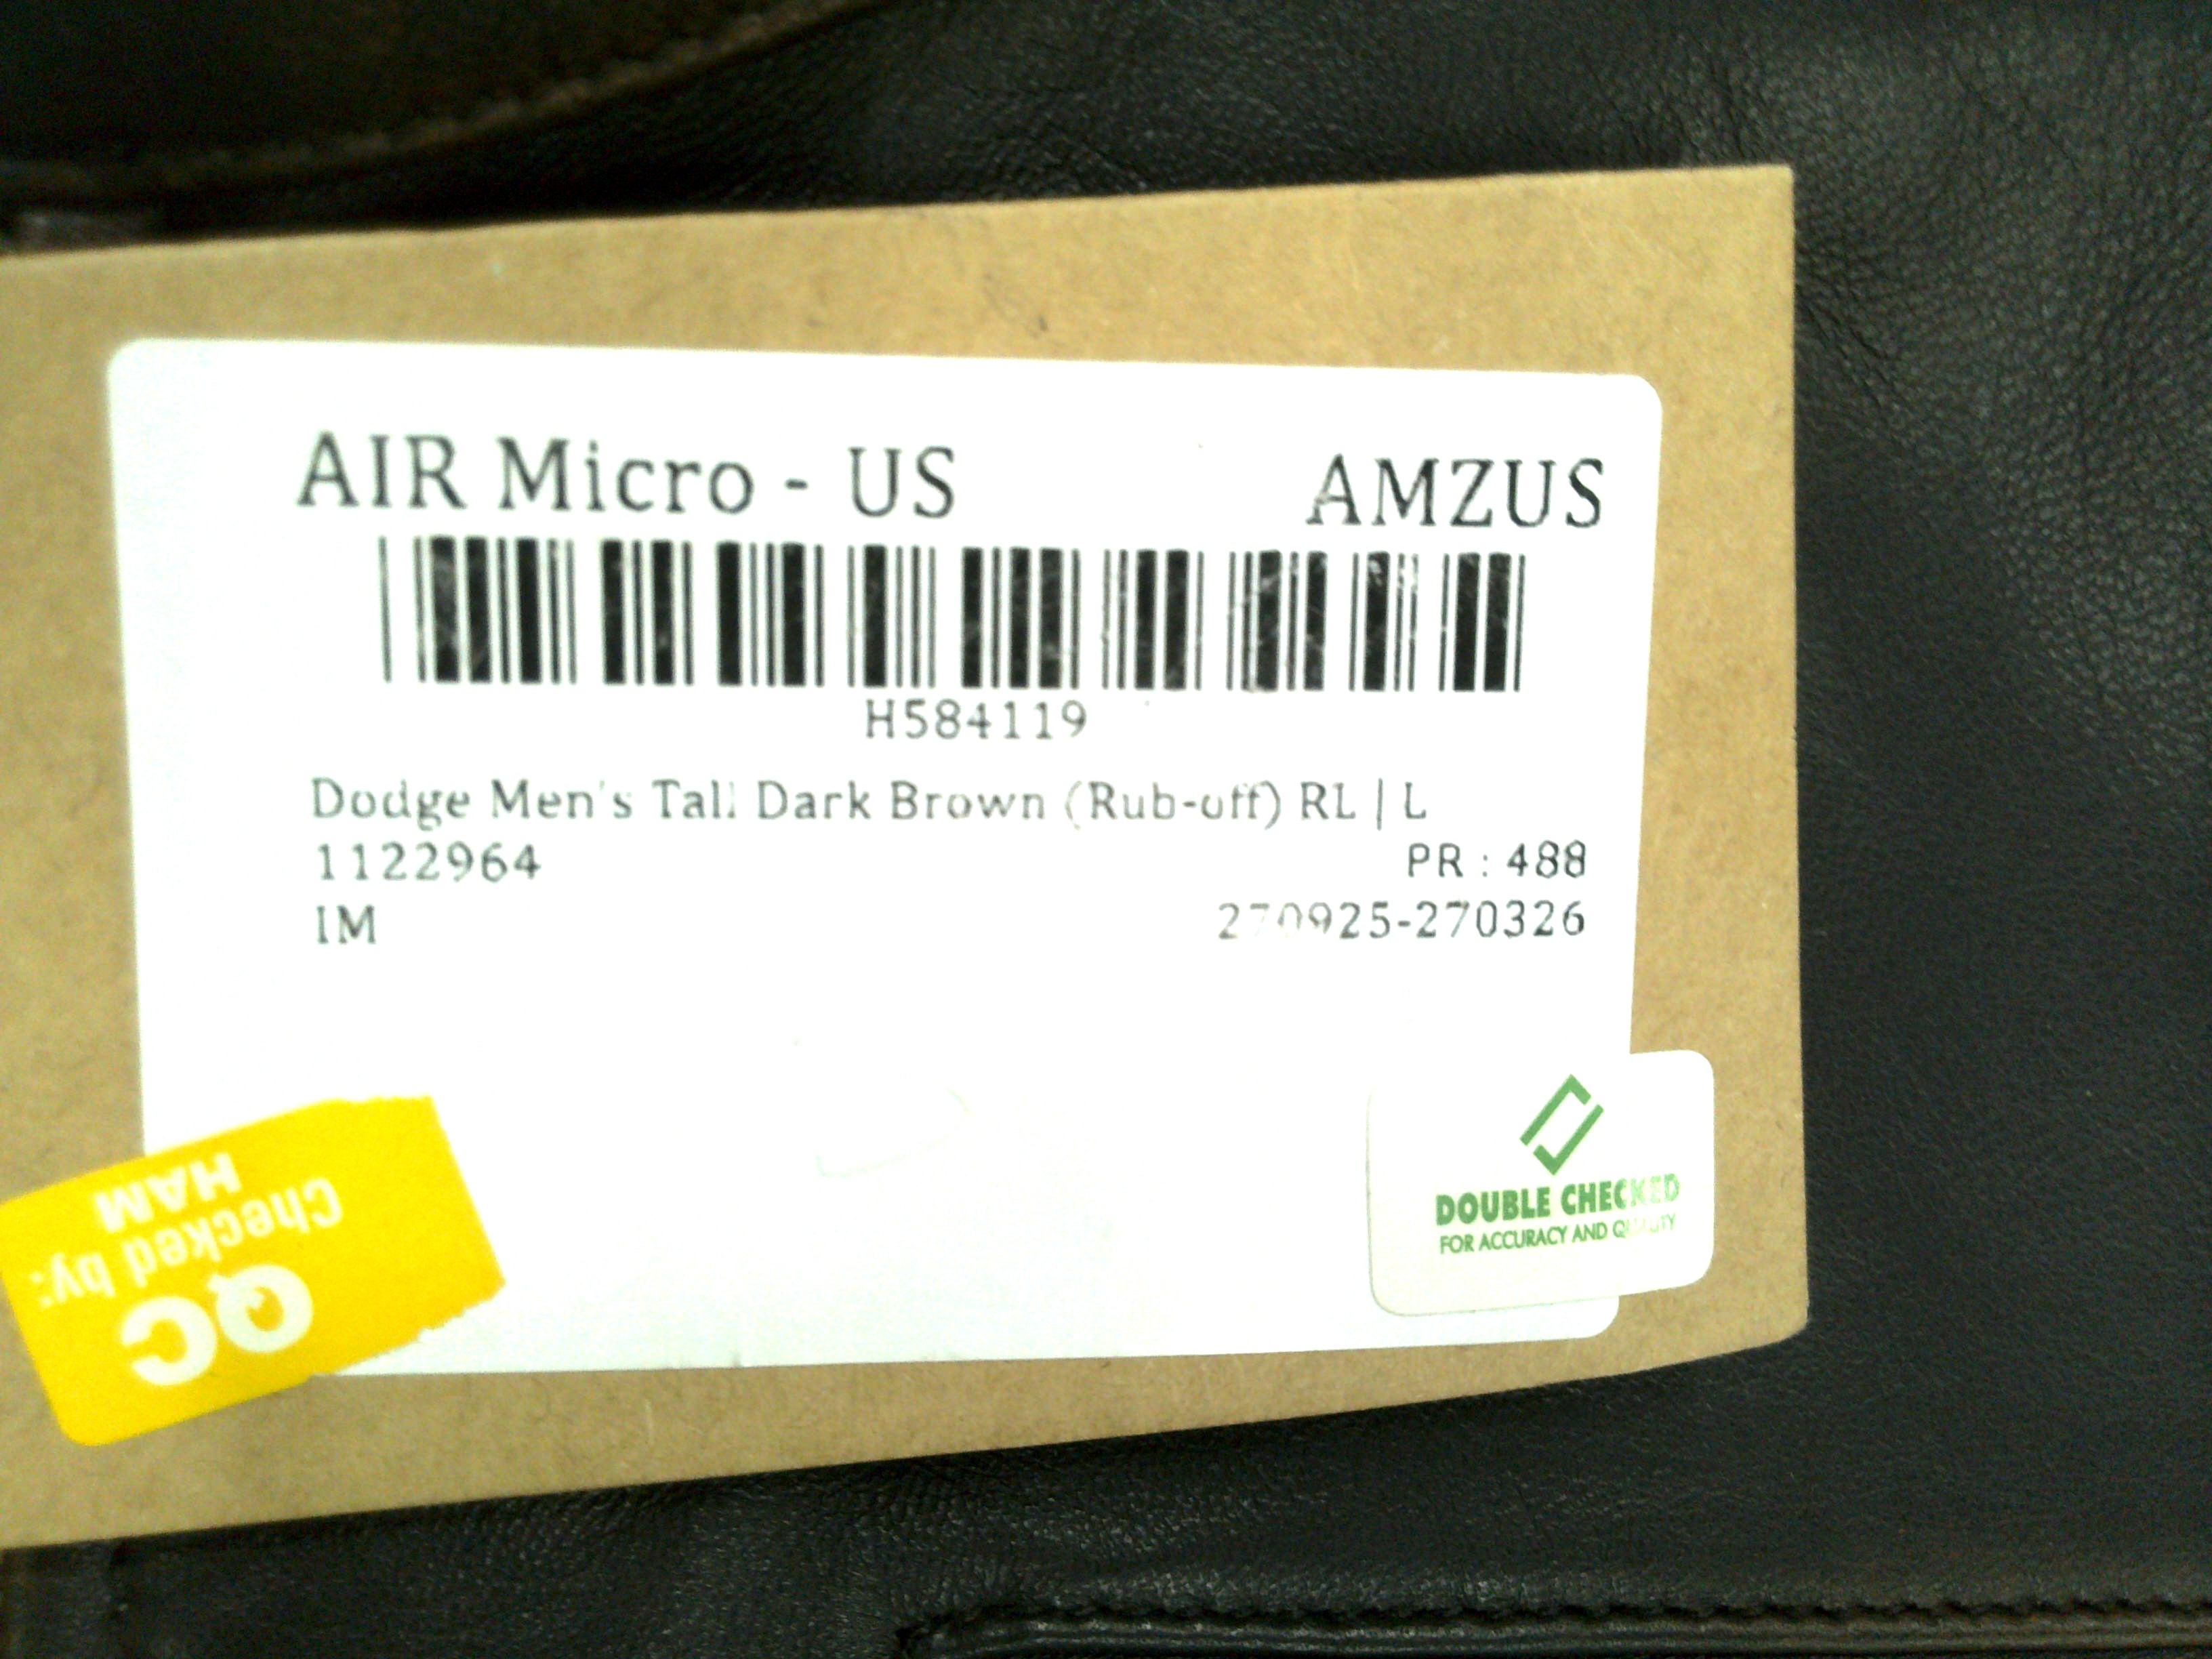 AIR Micro - US AMZUS
H584119
Dodge Men's Tall Dark Brown (Rub-off) RL | L
1122964 PR : 488
IM 270925-270326
QC
Checked by:
HAM
DOUBLE CHECKED
FOR ACCURACY AND QUALITY